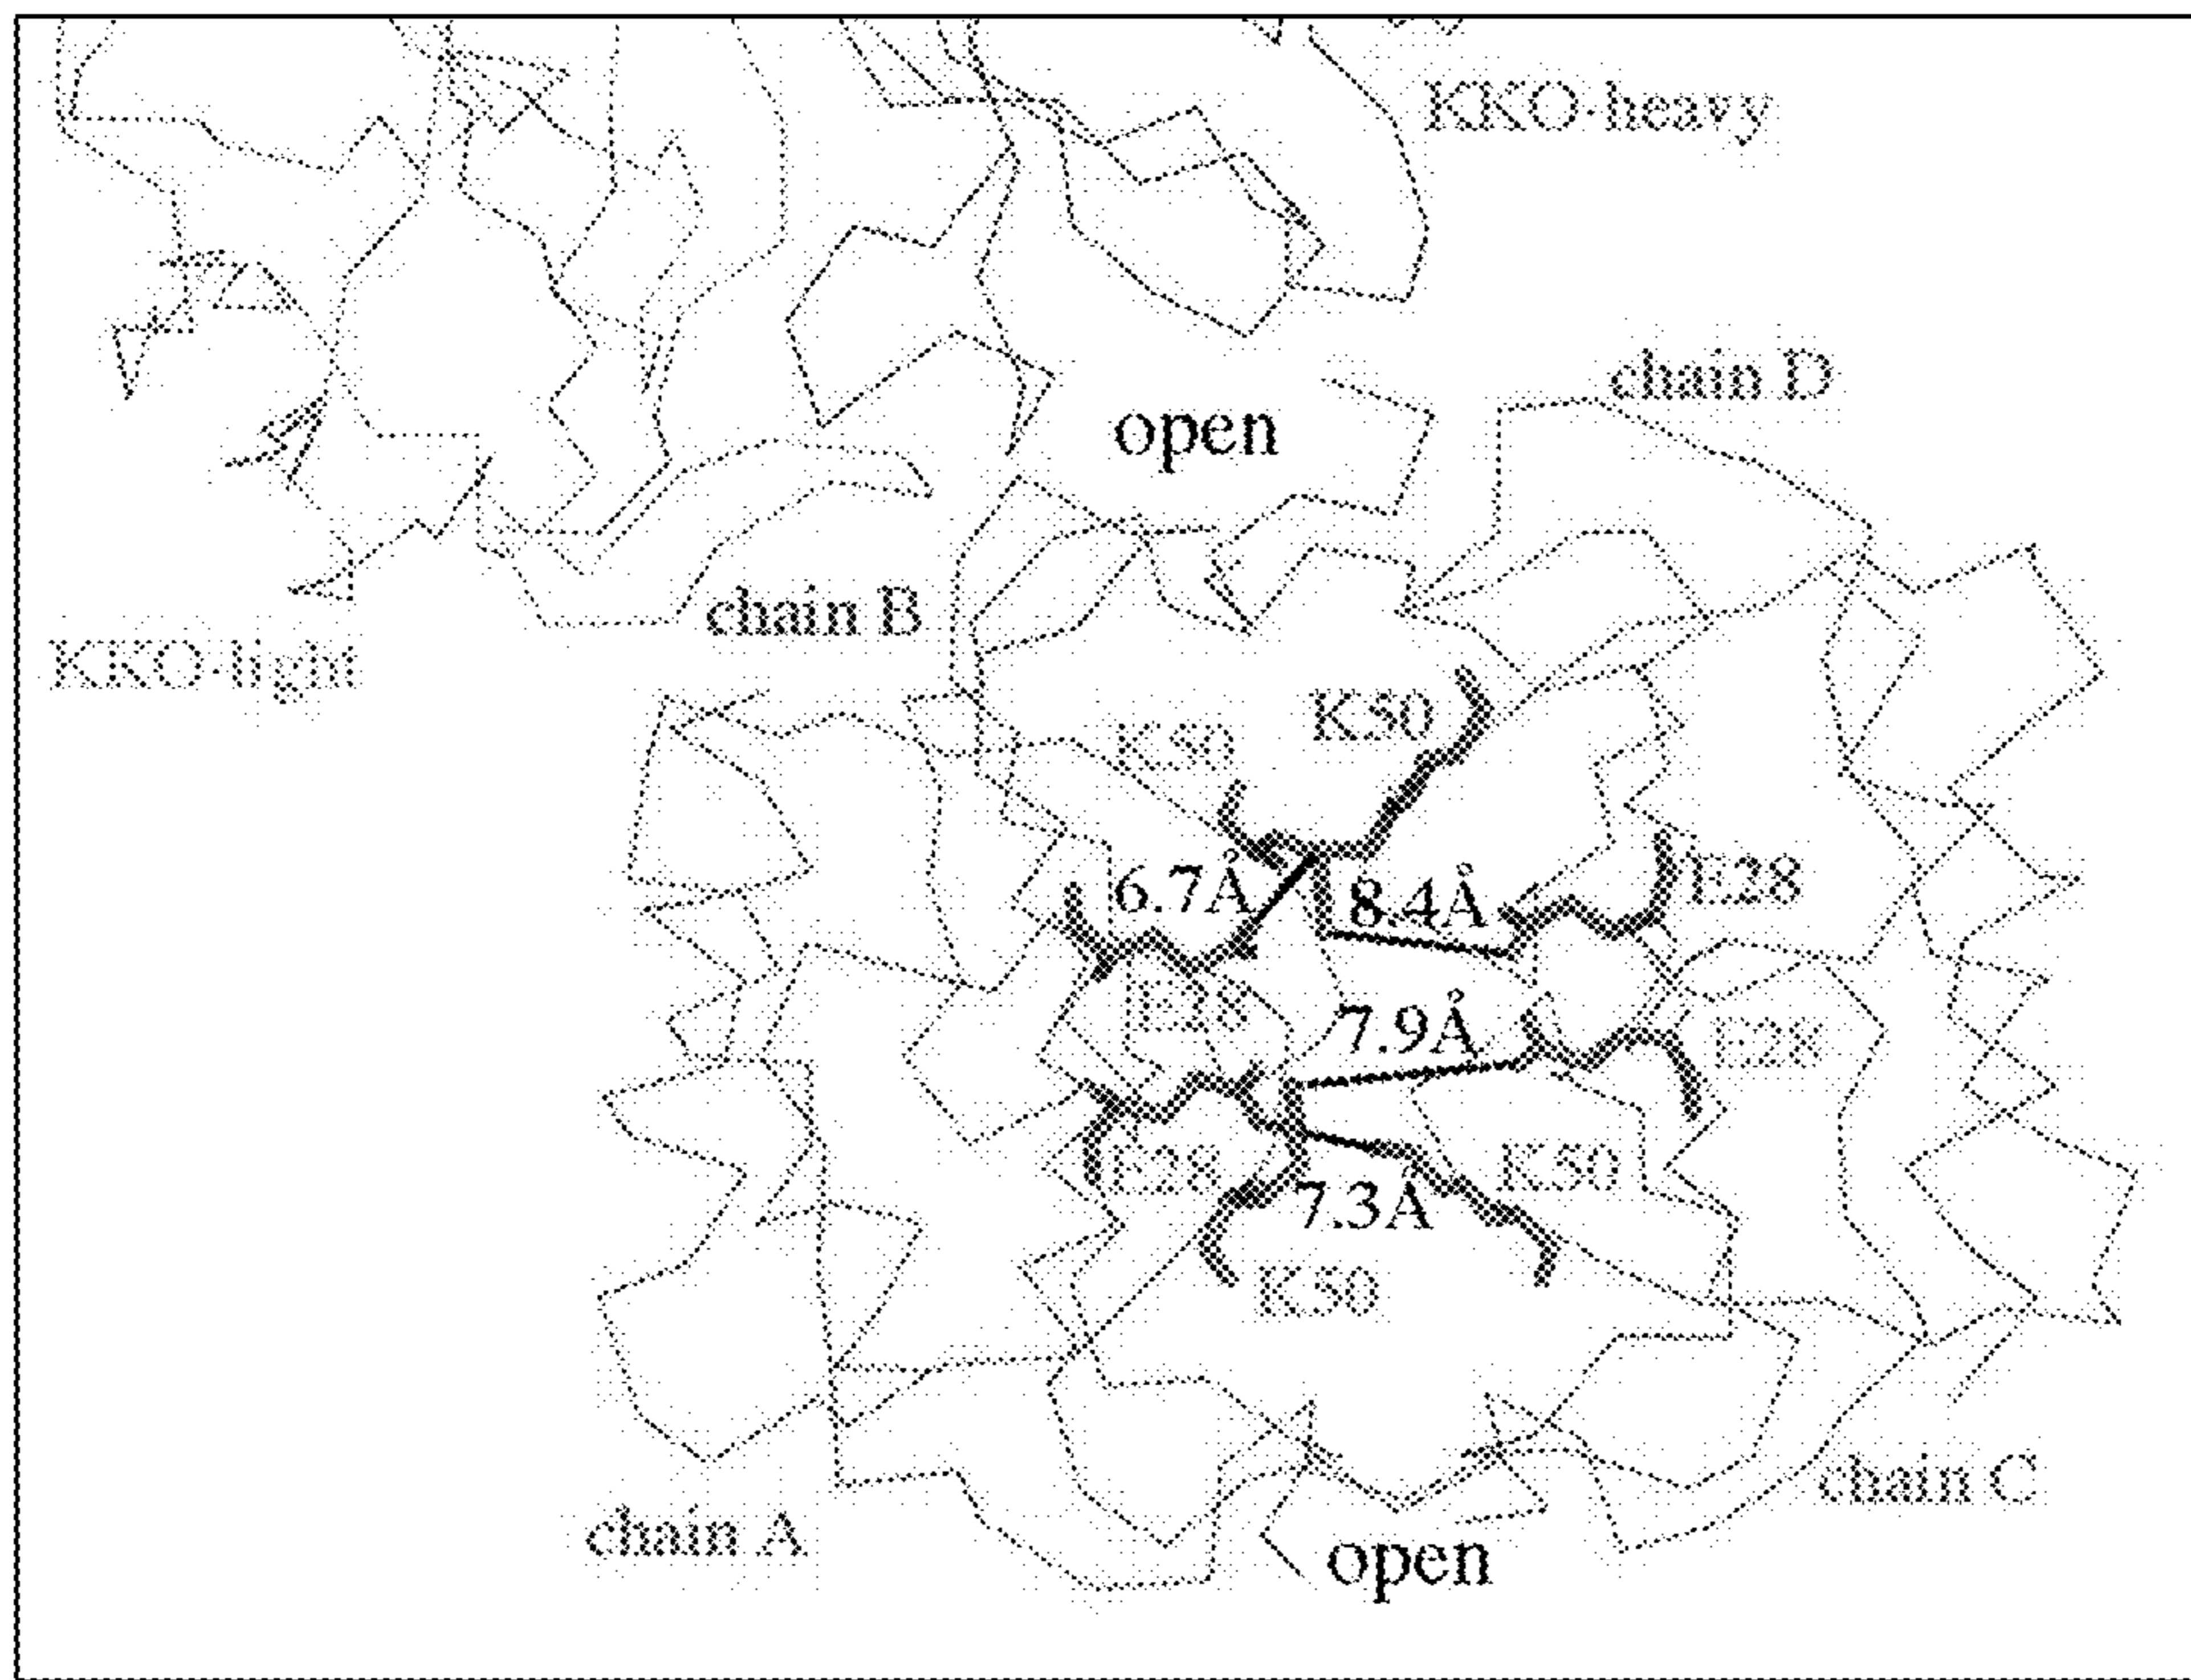 KKO-heavy
chain D
open
chain B
KKO-light
K50
K50
6.7Å
8.4Å
E28
E28
7.9Å
E28
E28
K50
7.3Å
K50
chain C
chain A
open